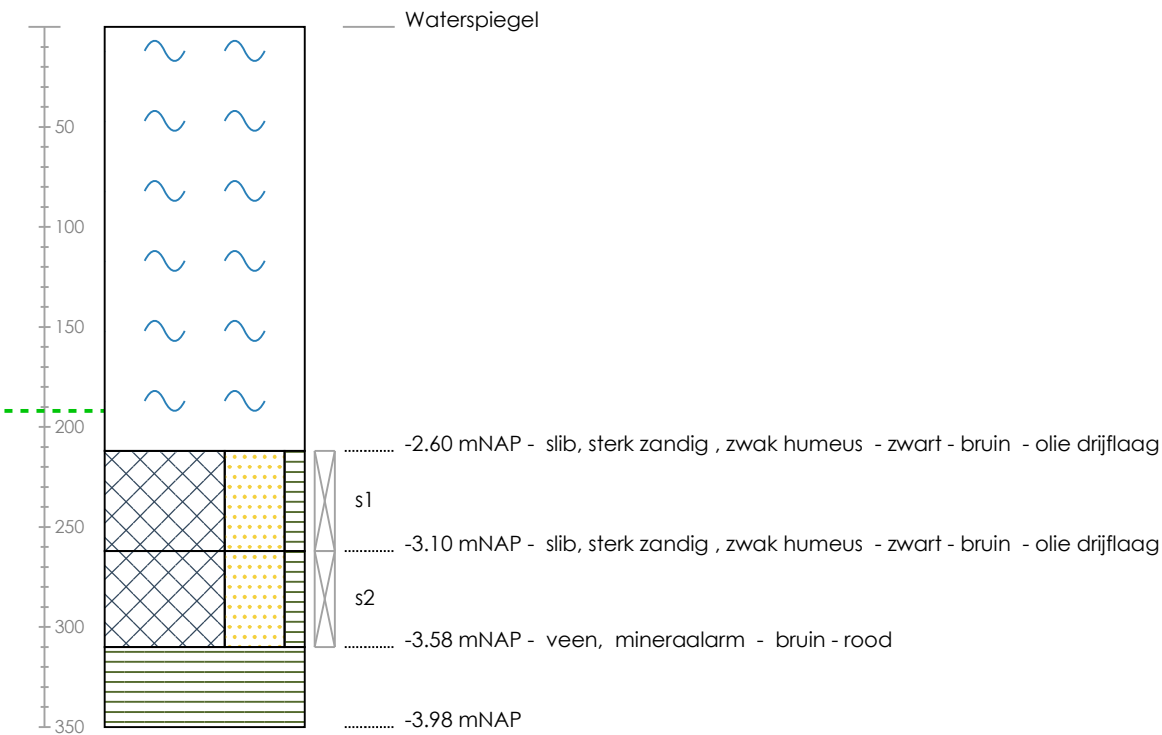 Waterspiegel
50
100
150
200
-2.60 mNAP - slib, sterk zandig , zwak humeus - zwart - bruin - olie drijflaag
s1
250
-3.10 mNAP - slib, sterk zandig , zwak humeus - zwart - bruin - olie drijflaag
s2
300
-3.58 mNAP - veen, mineraalarm - bruin - rood
350
-3.98 mNAP